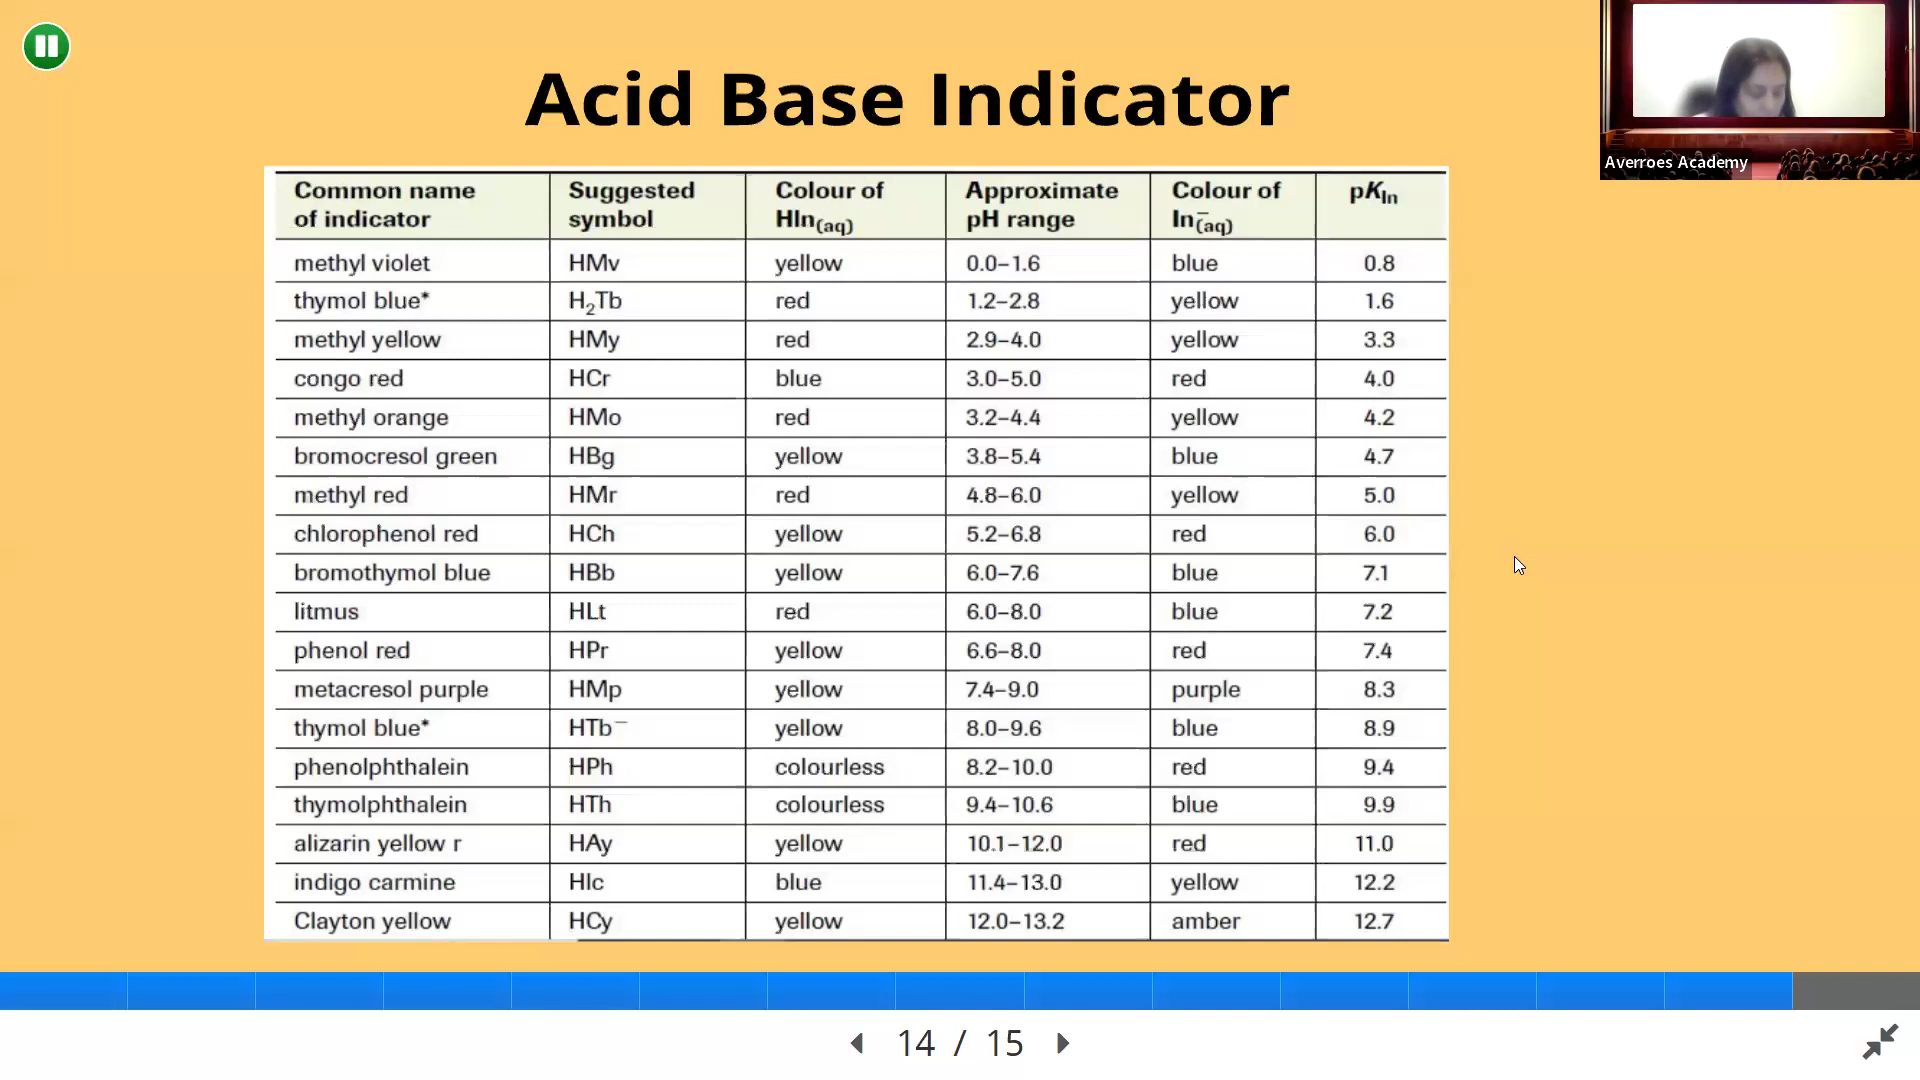 Acid Base Indicator
Averroes Academy
Common name of indicator Suggested symbol Colour of HIn(aq) Approximate pH range Colour of In⁻(aq) pKIn
methyl violet HMv yellow 0.0–1.6 blue 0.8
thymol blue* H₂Tb red 1.2–2.8 yellow 1.6
methyl yellow HMy red 2.9–4.0 yellow 3.3
congo red HCr blue 3.0–5.0 red 4.0
methyl orange HMo red 3.2–4.4 yellow 4.2
bromocresol green HBg yellow 3.8–5.4 blue 4.7
methyl red HMr red 4.8–6.0 yellow 5.0
chlorophenol red HCh yellow 5.2–6.8 red 6.0
bromothymol blue HBb yellow 6.0–7.6 blue 7.1
litmus HLt red 6.0–8.0 blue 7.2
phenol red HPr yellow 6.6–8.0 red 7.4
metacresol purple HMp yellow 7.4–9.0 purple 8.3
thymol blue* HTb⁻ yellow 8.0–9.6 blue 8.9
phenolphthalein HPh colourless 8.2–10.0 red 9.4
thymolphthalein HTh colourless 9.4–10.6 blue 9.9
alizarin yellow r HAy yellow 10.1–12.0 red 11.0
indigo carmine HIc blue 11.4–13.0 yellow 12.2
Clayton yellow HCy yellow 12.0–13.2 amber 12.7
14 / 15